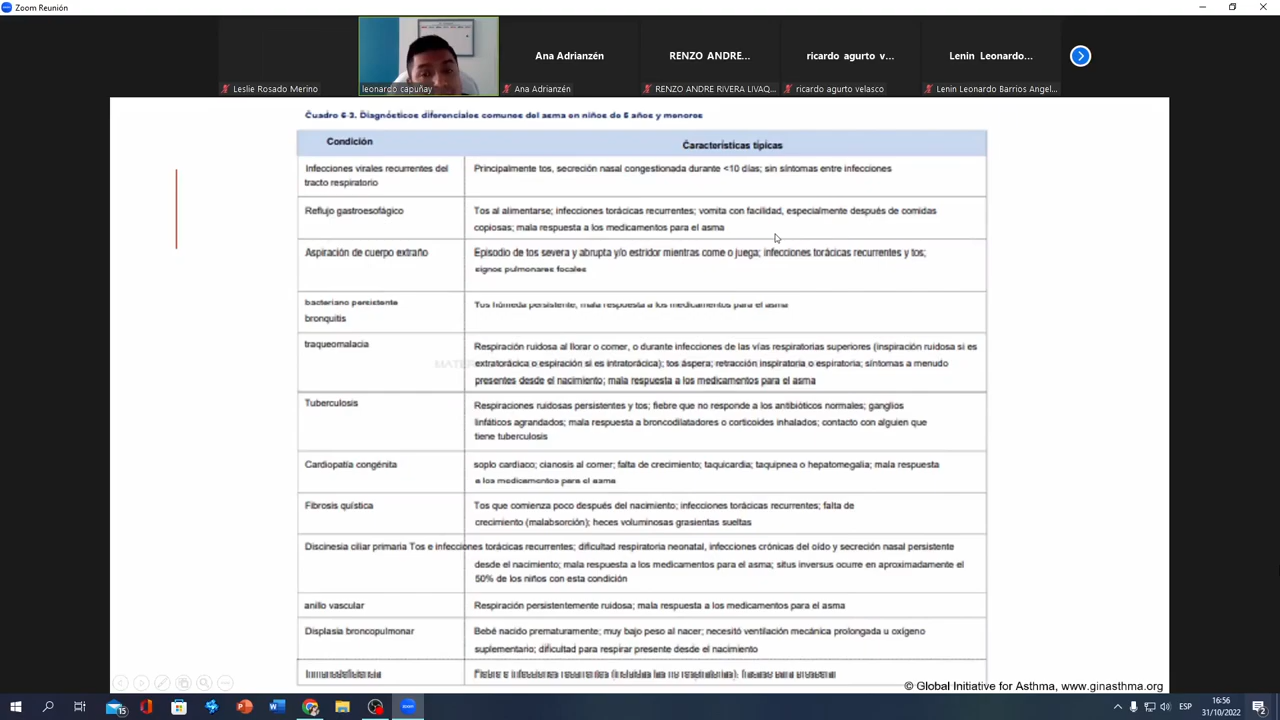 Zoom Reunión
Leslie Rosado Merino
leonardo capuñay
Ana Adrianzén
Ana Adrianzén
RENZO ANDRE...
RENZO ANDRE RIVERA LIVAQ...
ricardo agurto v...
ricardo agurto velasco
Lenin Leonardo...
Lenin Leonardo Barrios Angel...
Cuadro 6-3. Diagnósticos diferenciales comunes del asma en niños de 5 años y menores
Condición
Características típicas
Infecciones virales recurrentes del
tracto respiratorio
Principalmente tos, secreción nasal congestionada durante <10 días; sin síntomas entre infecciones
Reflujo gastroesofágico
Tos al alimentarse; infecciones torácicas recurrentes; vomita con facilidad, especialmente después de comidas
copiosas; mala respuesta a los medicamentos para el asma
Aspiración de cuerpo extraño
Episodio de tos severa y abrupta y/o estridor mientras come o juega; infecciones torácicas recurrentes y tos;
signos pulmonares focales
bacteriano persistente
bronquitis
Tos húmeda persistente, mala respuesta a los medicamentos para el asma
traqueomalacia
Respiración ruidosa al llorar o comer, o durante infecciones de las vías respiratorias superiores (inspiración ruidosa si es
extratorácica o espiración si es intratorácica); tos áspera; retracción inspiratoria o espiratoria; síntomas a menudo
presentes desde el nacimiento; mala respuesta a los medicamentos para el asma
Tuberculosis
Respiraciones ruidosas persistentes y tos; fiebre que no responde a los antibióticos normales; ganglios
linfáticos agrandados; mala respuesta a broncodilatadores o corticoides inhalados; contacto con alguien que
tiene tuberculosis
Cardiopatía congénita
soplo cardíaco; cianosis al comer; falta de crecimiento; taquicardia; taquipnea o hepatomegalia; mala respuesta
a los medicamentos para el asma
Fibrosis quística
Tos que comienza poco después del nacimiento; infecciones torácicas recurrentes; falta de
crecimiento (malabsorción); heces voluminosas grasientas sueltas
Discinesia ciliar primaria Tos e infecciones torácicas recurrentes; dificultad respiratoria neonatal, infecciones crónicas del oído y secreción nasal persistente
desde el nacimiento; mala respuesta a los medicamentos para el asma; situs inversus ocurre en aproximadamente el
50% de los niños con esta condición
anillo vascular
Respiración persistentemente ruidosa; mala respuesta a los medicamentos para el asma
Displasia broncopulmonar
Bebé nacido prematuramente; muy bajo peso al nacer; necesitó ventilación mecánica prolongada u oxígeno
suplementario; dificultad para respirar presente desde el nacimiento
Inmunodeficiencia
Fiebre e infecciones recurrentes (incluidas las no respiratorias)
© Global Initiative for Asthma, www.ginasthma.org
15
ESP
16:56
31/10/2022
2